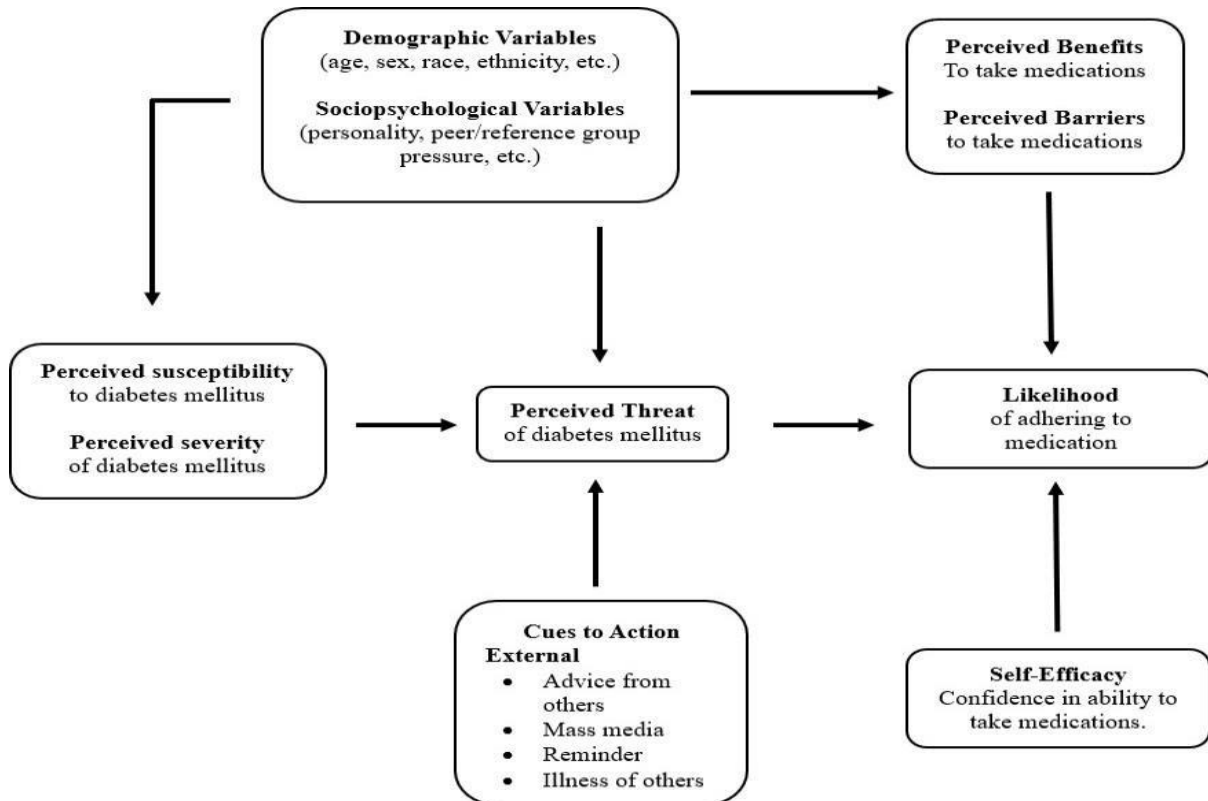 Demographic Variables
(age, sex, race, ethnicity, etc.)
Sociopsychological Variables
(personality, peer/reference group
pressure, etc.)
Perceived Benefits
To take medications
Perceived Barriers
to take medications
Perceived susceptibility
to diabetes mellitus
Perceived severity
of diabetes mellitus
Perceived Threat
of diabetes mellitus
Likelihood
of adhering to
medication
Cues to Action
External
• Advice from
others
• Mass media
• Reminder
• Illness of others
Self-Efficacy
Confidence in ability to
take medications.